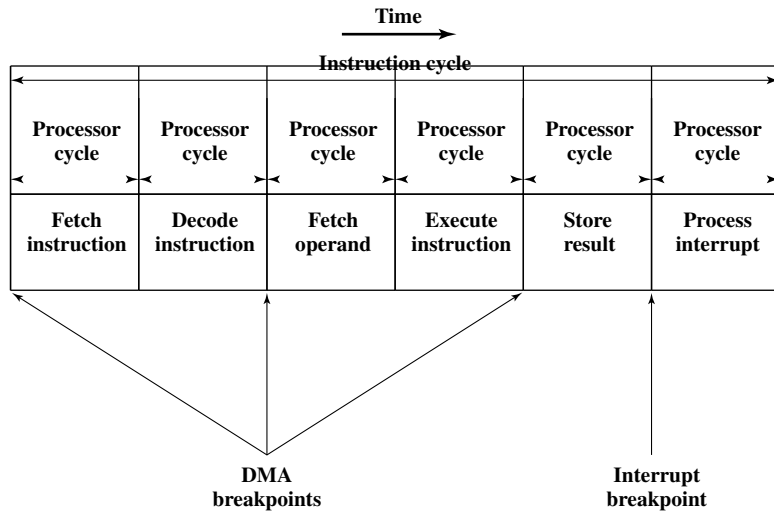 Time
Instruction cycle
Processor cycle
Processor cycle
Processor cycle
Processor cycle
Processor cycle
Processor cycle
Fetch instruction
Decode instruction
Fetch operand
Execute instruction
Store result
Process interrupt
DMA breakpoints
Interrupt breakpoint